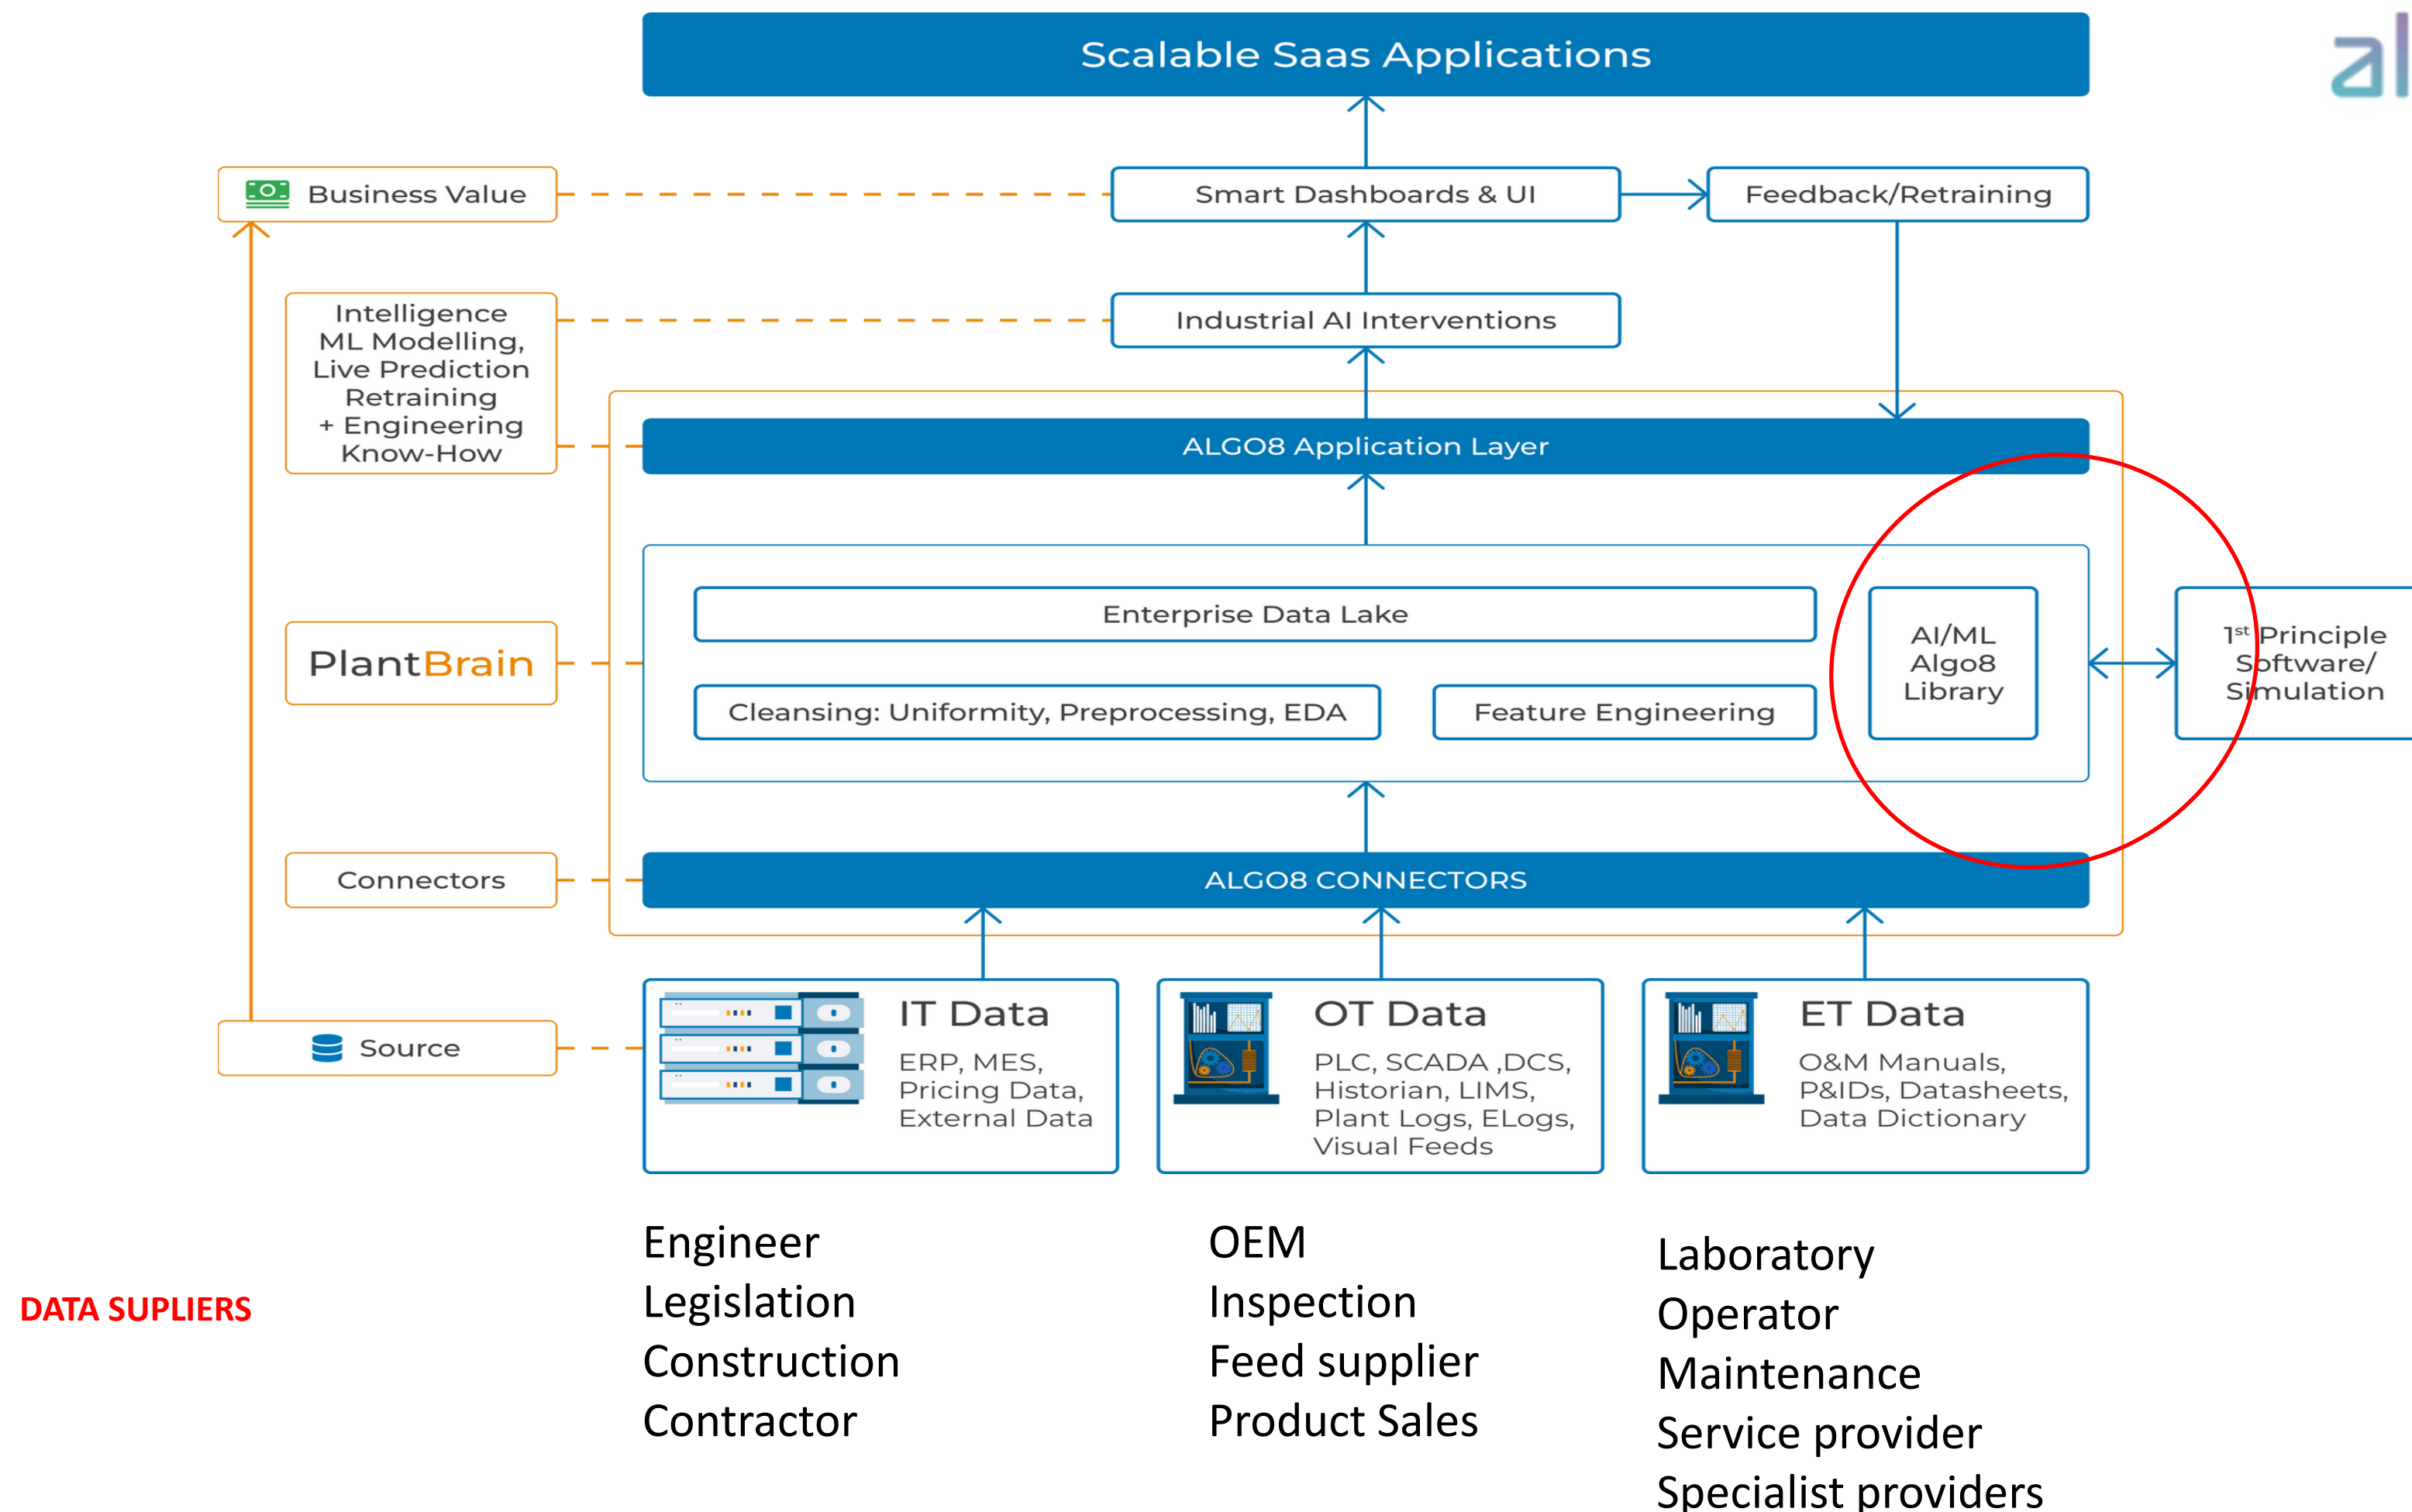 Scalable Saas Applications
al
Business Value
Smart Dashboards & UI
Feedback/Retraining
Intelligence
ML Modelling,
Live Prediction
Retraining
+ Engineering
Know-How
Industrial AI Interventions
ALGO8 Application Layer
PlantBrain
Enterprise Data Lake
Cleansing: Uniformity, Preprocessing, EDA
Feature Engineering
AI/ML
Algo8
Library
1st Principle
Software/
Simulation
Connectors
ALGO8 CONNECTORS
Source
IT Data
ERP, MES,
Pricing Data,
External Data
OT Data
PLC, SCADA ,DCS,
Historian, LIMS,
Plant Logs, ELogs,
Visual Feeds
ET Data
O&M Manuals,
P&IDs, Datasheets,
Data Dictionary
DATA SUPLIERS
Engineer
Legislation
Construction
Contractor
OEM
Inspection
Feed supplier
Product Sales
Laboratory
Operator
Maintenance
Service provider
Specialist providers